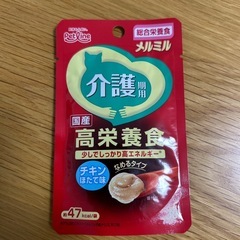 PetLine
総合栄養食
メルミル
介護期用
国産
高栄養食
少しでしっかり高エネルギー
チキン
ほたて味
なめるタイプ
約47kcal/袋